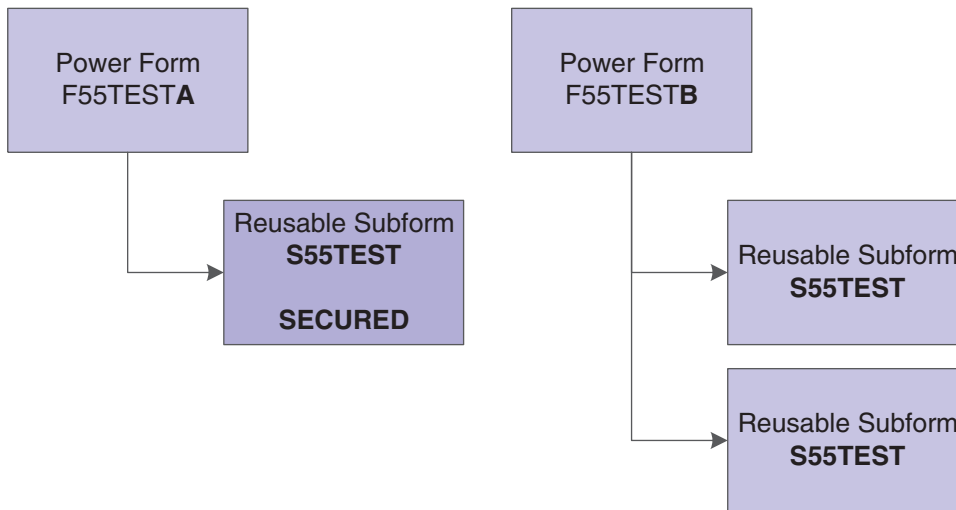 Power Form
F55TESTA
Reusable Subform
S55TEST
SECURED
Power Form
F55TESTB
Reusable Subform
S55TEST
Reusable Subform
S55TEST